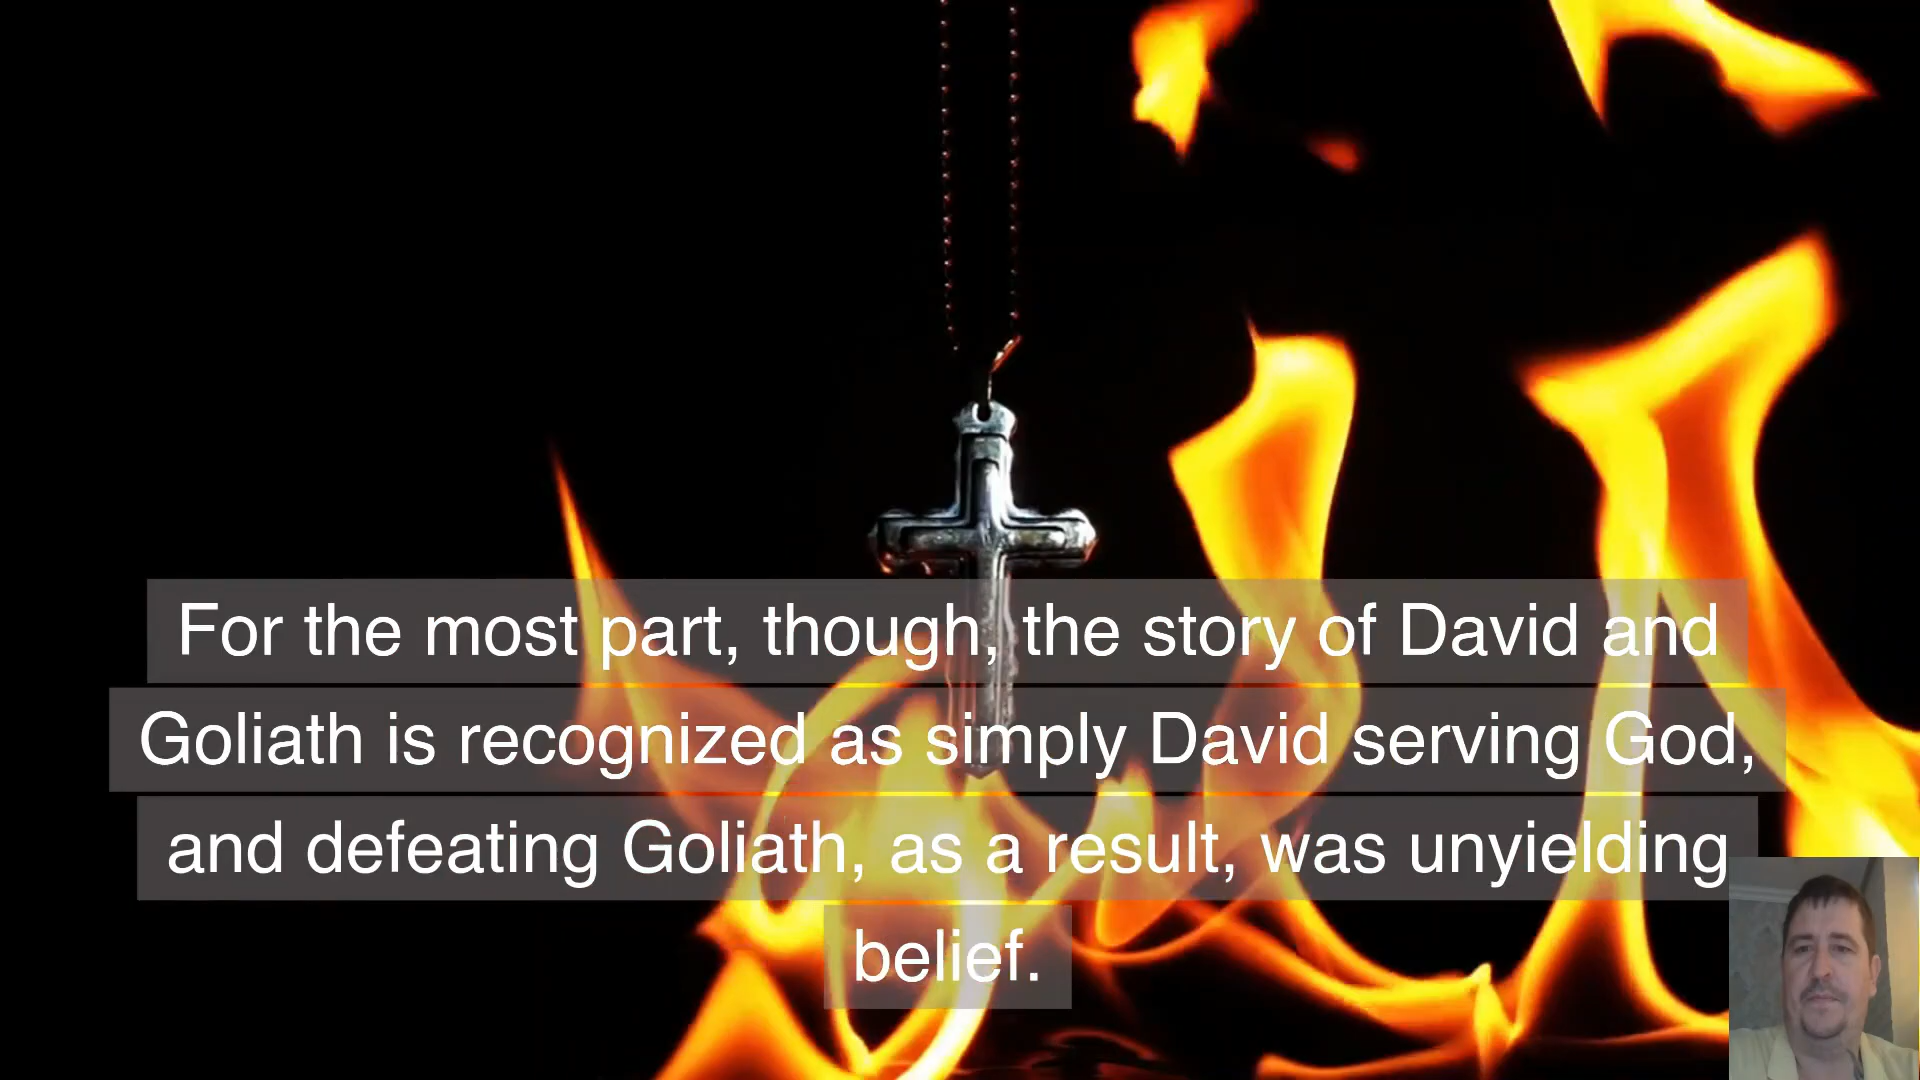 For the most part, though, the story of David and
Goliath is recognized as simply David serving God,
and defeating Goliath, as a result, was unyielding
belief.